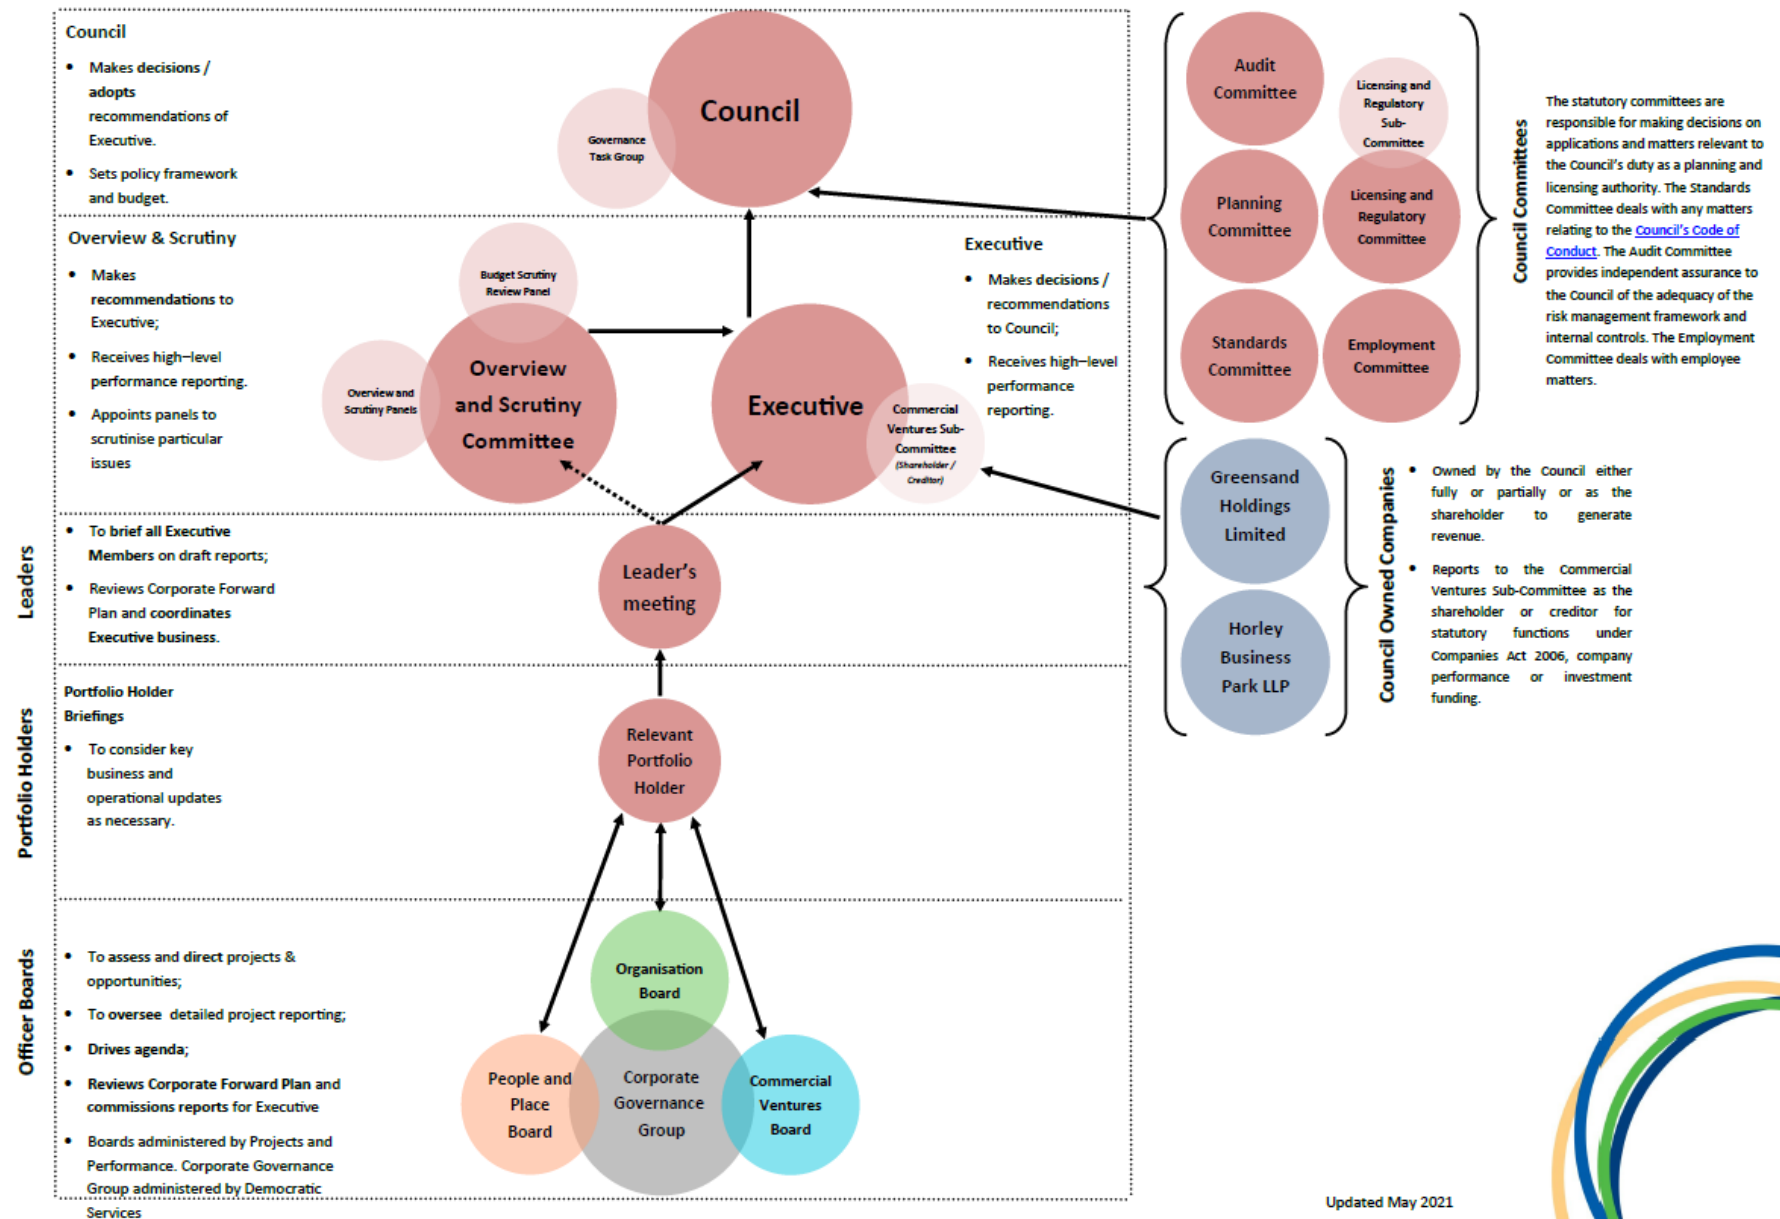 Council
• Makes decisions /
adopts
recommendations of
Executive.
• Sets policy framework
and budget.
Council
Governance
Task Group
Overview & Scrutiny
• Makes
recommendations to
Executive;
• Receives high–level
performance reporting.
• Appoints panels to
scrutinise particular
issues
Budget Scrutiny
Review Panel
Overview and
Scrutiny Panels
Overview
and Scrutiny
Committee
Executive
Commercial
Ventures Sub-
Committee
(Shareholder /
Creditor)
Executive
• Makes decisions /
recommendations
to Council;
• Receives high–level
performance
reporting.
Leaders
• To brief all Executive
Members on draft reports;
• Reviews Corporate Forward
Plan and coordinates
Executive business.
Leader's
meeting
Portfolio Holders
Portfolio Holder
Briefings
• To consider key
business and
operational updates
as necessary.
Relevant
Portfolio
Holder
Officer Boards
• To assess and direct projects &
opportunities;
• To oversee detailed project reporting;
• Drives agenda;
• Reviews Corporate Forward Plan and
commissions reports for Executive
• Boards administered by Projects and
Performance. Corporate Governance
Group administered by Democratic
Services
Organisation
Board
People and
Place
Board
Corporate
Governance
Group
Commercial
Ventures
Board
Audit
Committee
Licensing and
Regulatory
Sub-
Committee
Planning
Committee
Licensing and
Regulatory
Committee
Standards
Committee
Employment
Committee
Council Committees
The statutory committees are
responsible for making decisions on
applications and matters relevant to
the Council's duty as a planning and
licensing authority. The Standards
Committee deals with any matters
relating to the Council's Code of
Conduct. The Audit Committee
provides independent assurance to
the Council of the adequacy of the
risk management framework and
internal controls. The Employment
Committee deals with employee
matters.
Greensand
Holdings
Limited
Horley
Business
Park LLP
Council Owned Companies
• Owned by the Council either
fully or partially or as the
shareholder to generate
revenue.
• Reports to the Commercial
Ventures Sub-Committee as the
shareholder or creditor for
statutory functions under
Companies Act 2006, company
performance or investment
funding.
Updated May 2021